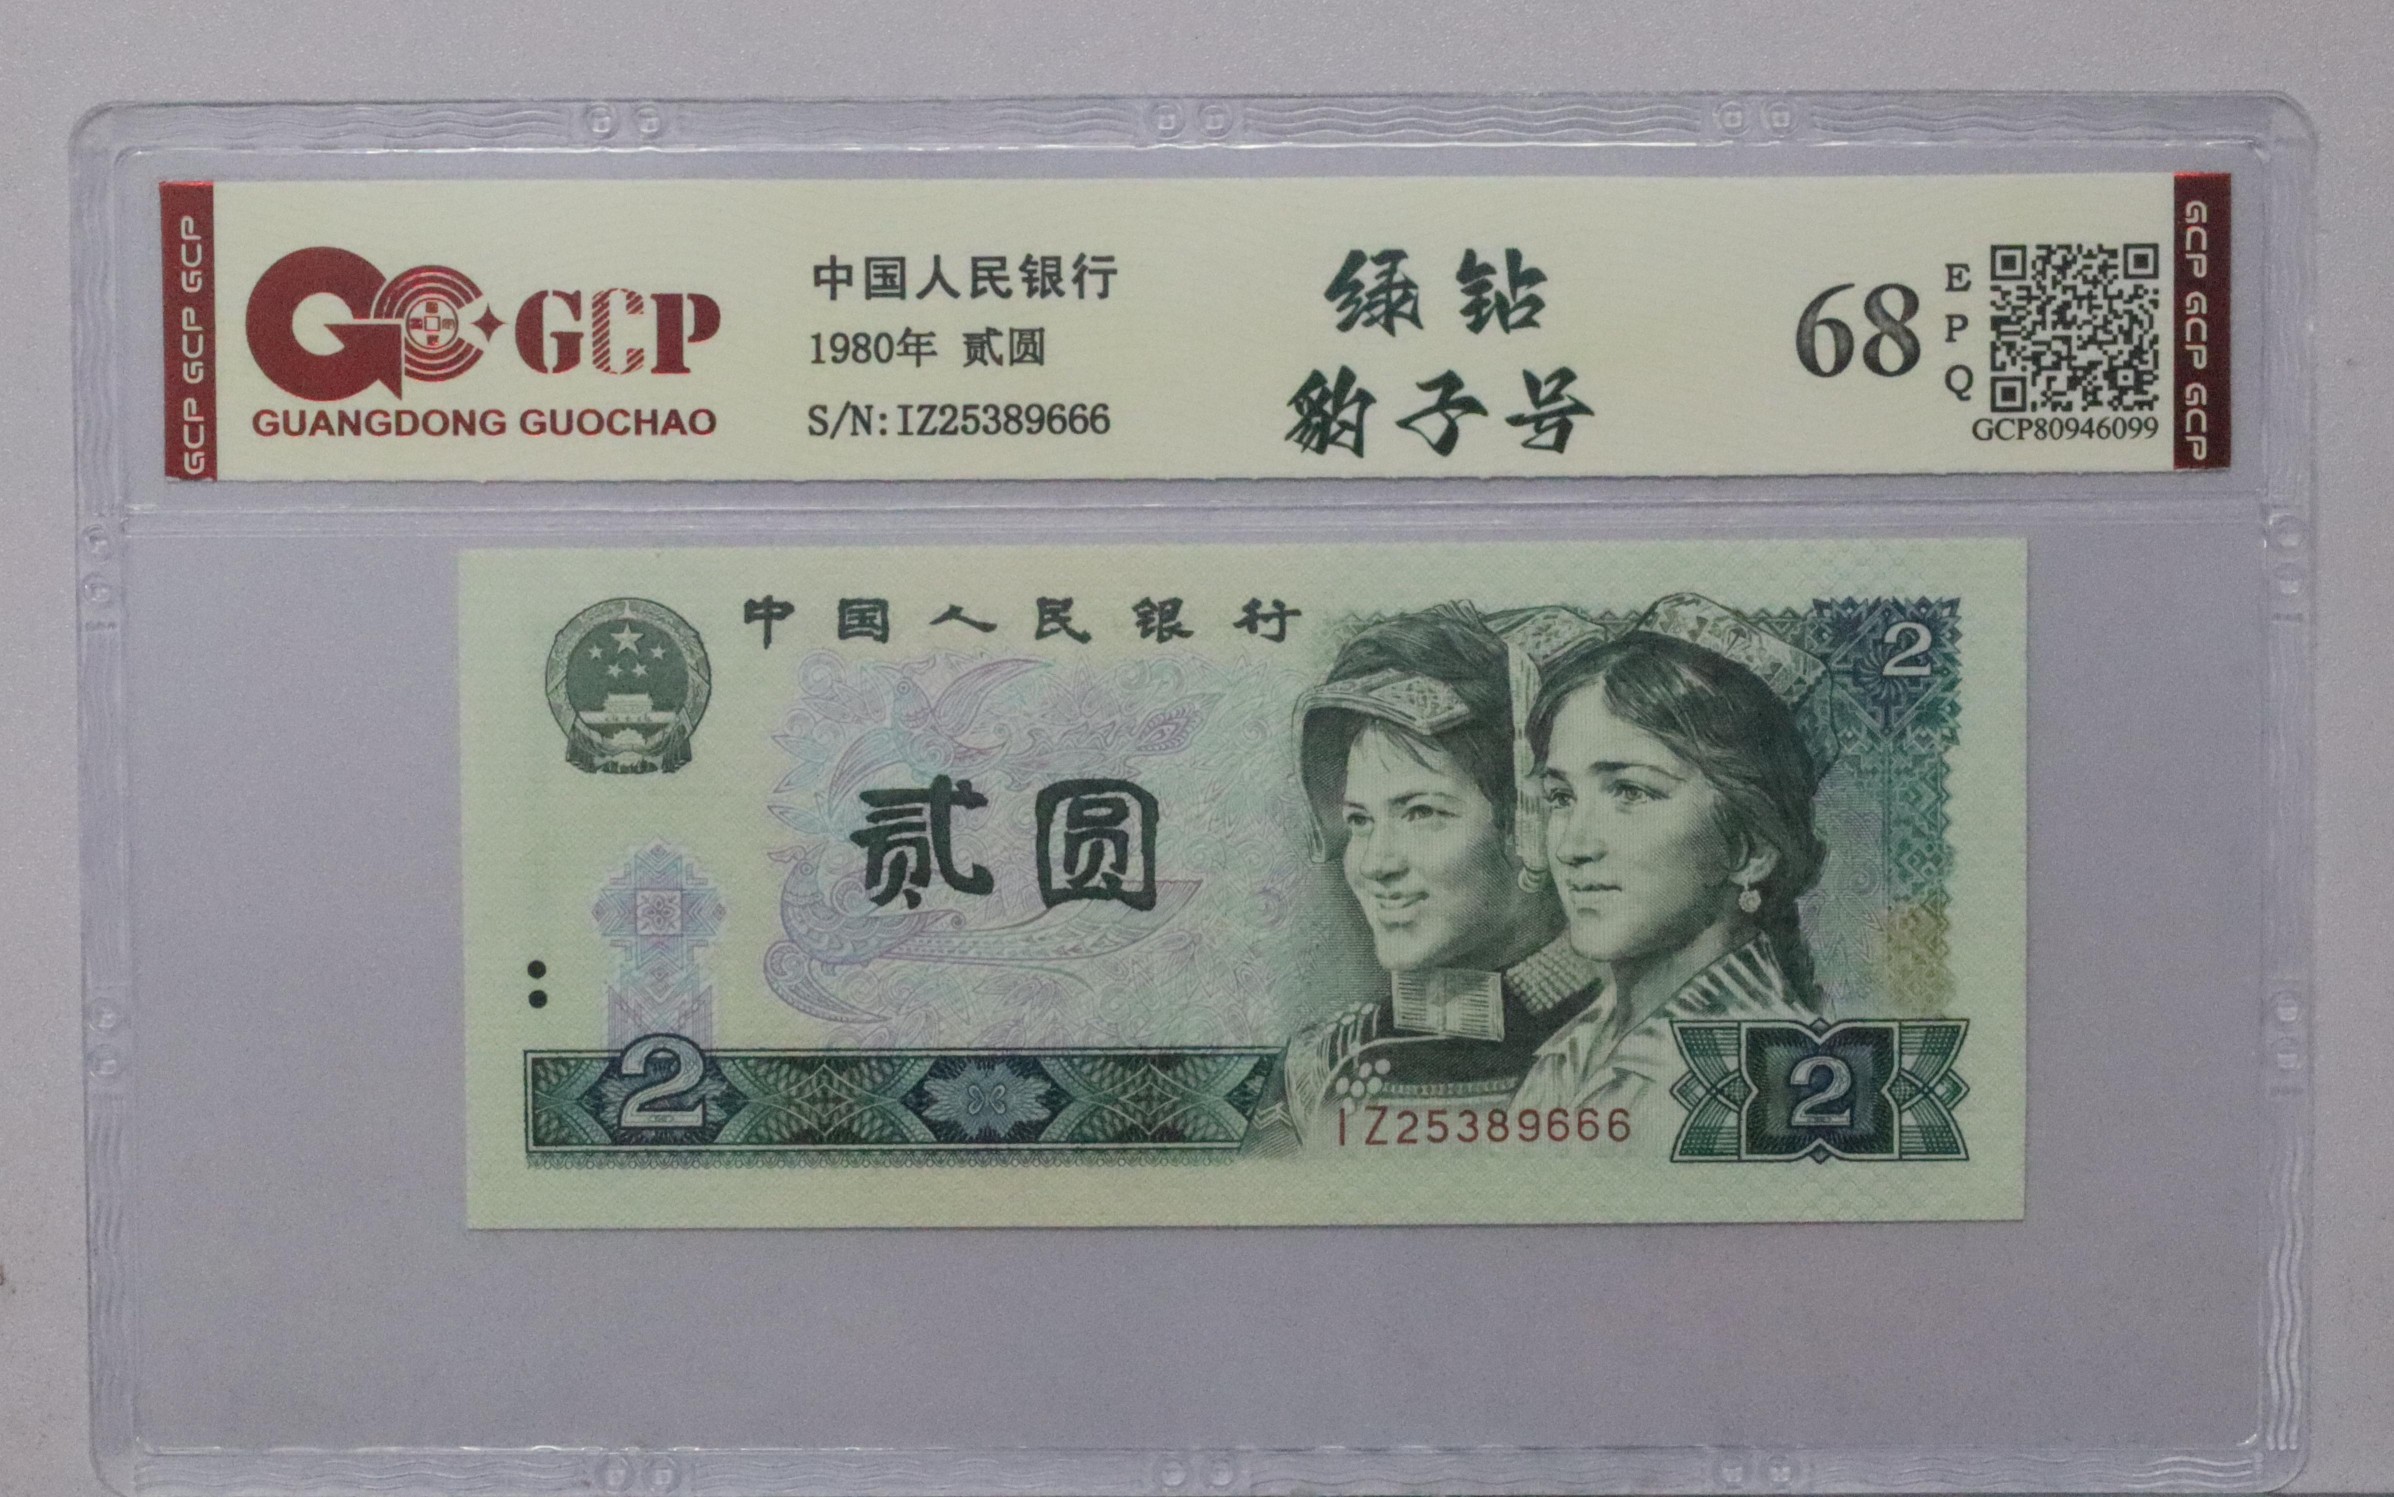 GCP GCP GCP
GCP
GUANGDONG GUOCHAO
中国人民银行
1980年 贰圆
S/N:IZ25389666
绿钻
豹子号
68
EPQ
GCP80946099
GCP GCP GCP
中国人民银行
2
贰圆
2
IZ25389666
2